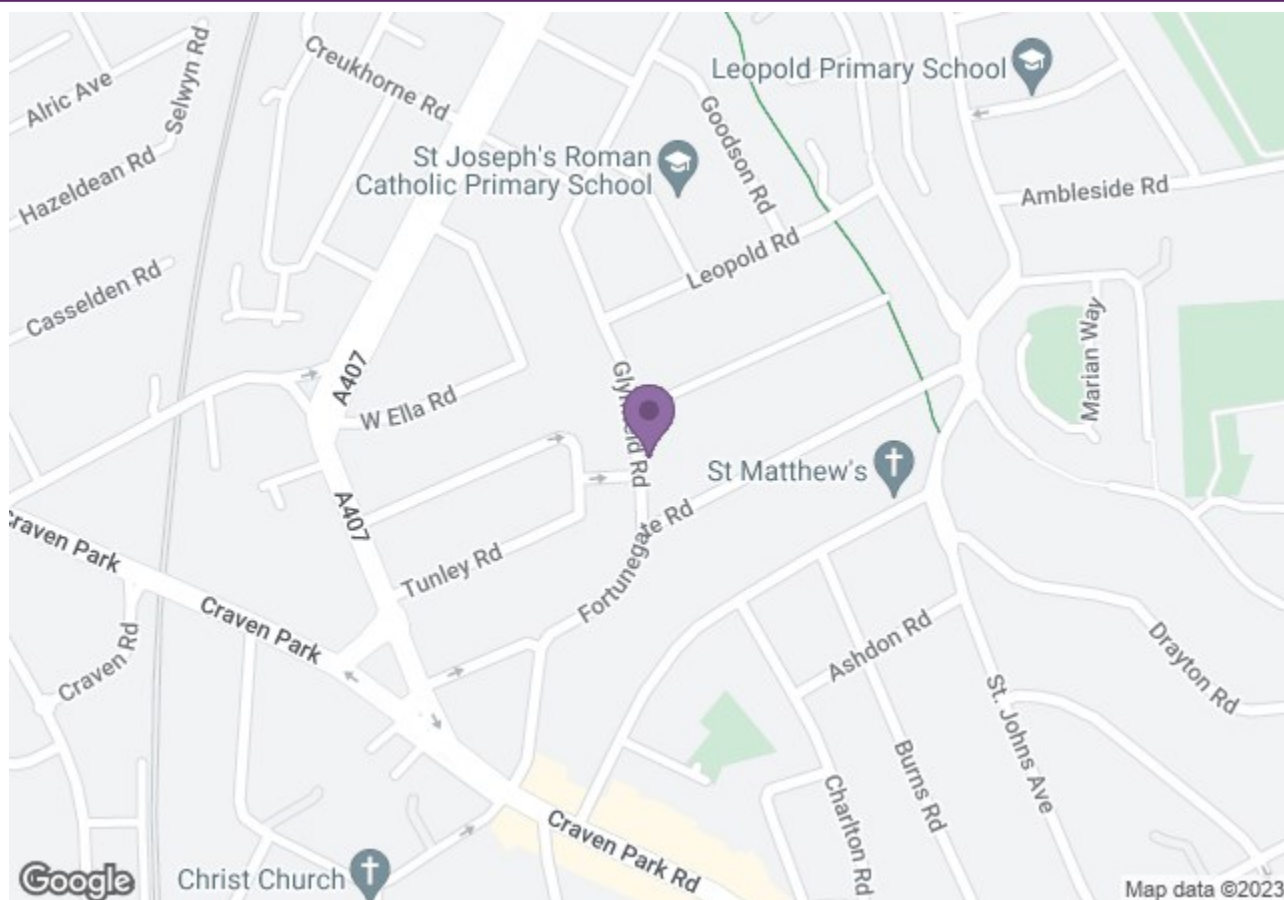 Creukhorne Rd
Selwyn Rd
Alric Ave
Leopold Primary School
Goodson Rd
St Joseph's Roman
Catholic Primary School
Hazeldean Rd
Ambleside Rd
Leopold Rd
Casselden Rd
Marian Way
A407
W Ella Rd
St Matthew's
A407
Fortunegate Rd
Tunley Rd
Craven Park
Craven Park
Craven Rd
Ashdon Rd
Drayton Rd
St. Johns Ave
Burns Rd
Charlton Rd
Craven Park Rd
Christ Church
Google
Map data ©2023